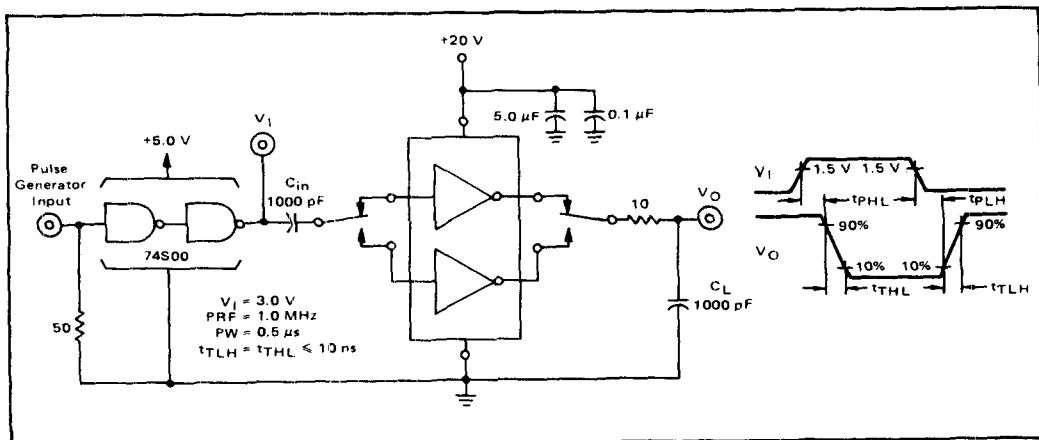 +20 V
5.0 µF
0.1 µF
+5.0 V
V_I
Pulse
Generator
Input
C_in
1000 pF
74S00
50
V_I = 3.0 V
PRF = 1.0 MHz
PW = 0.5 µs
t_TLH = t_THL ≤ 10 ns
10
V_O
C_L
1000 pF
V_I
1.5 V
1.5 V
t_PHL
t_PLH
V_O
90%
90%
10%
10%
t_THL
t_TLH